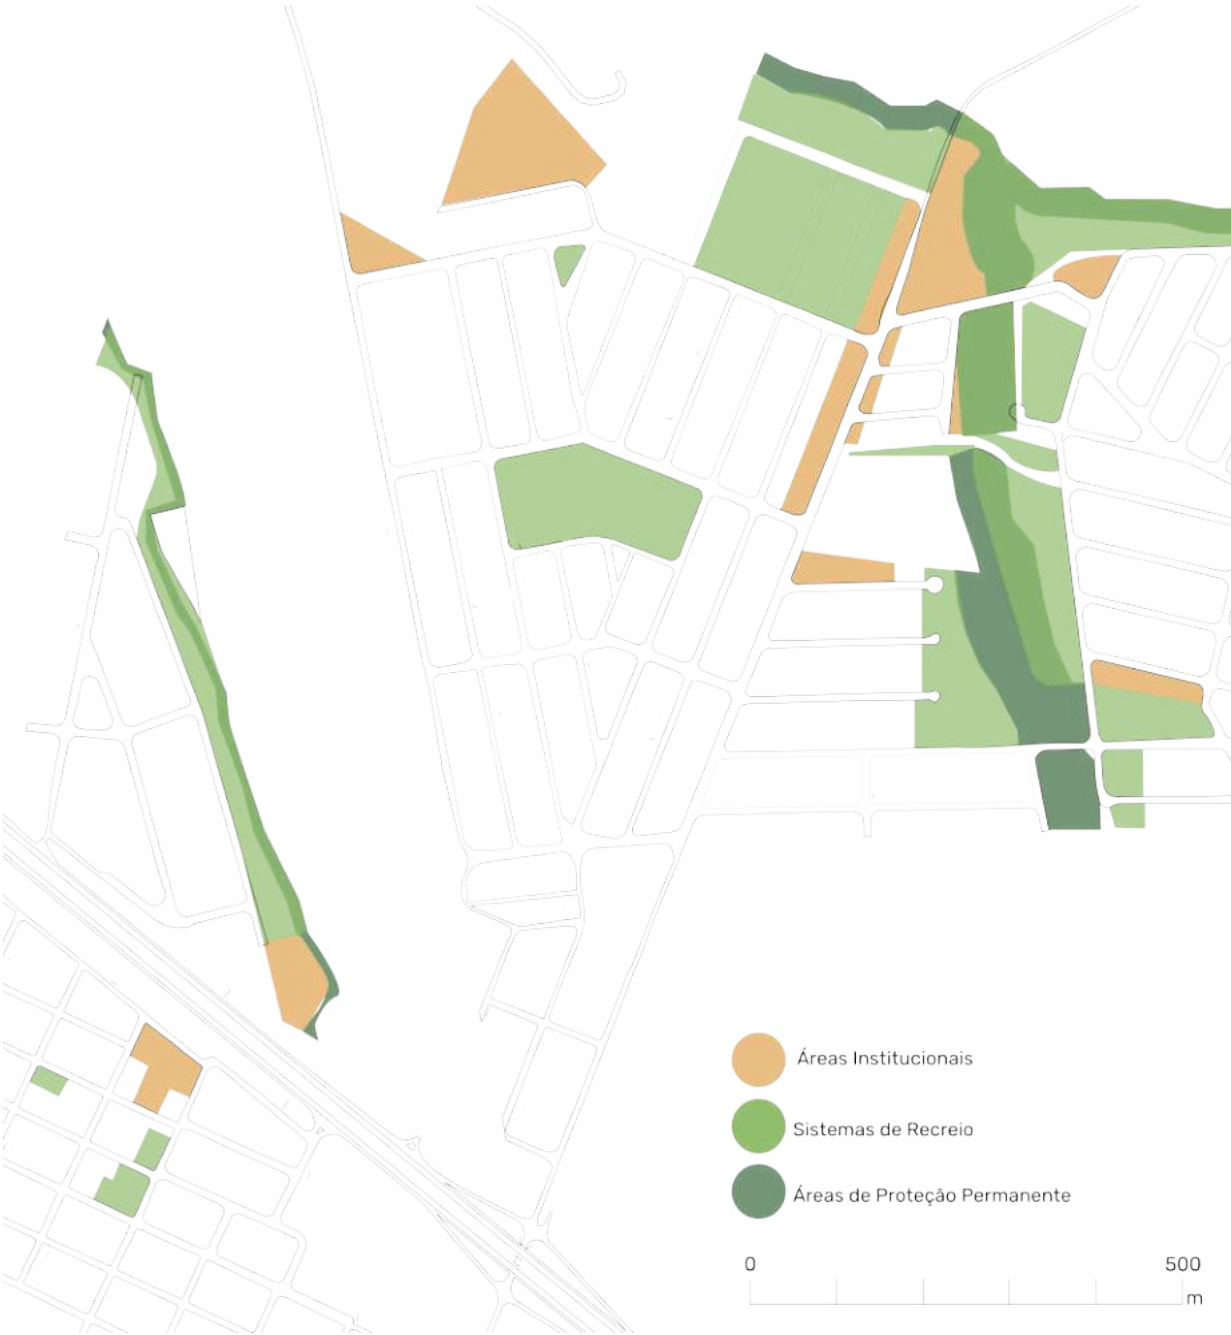 Áreas Institucionais
Sistemas de Recreio
Áreas de Proteção Permanente
0 500
m